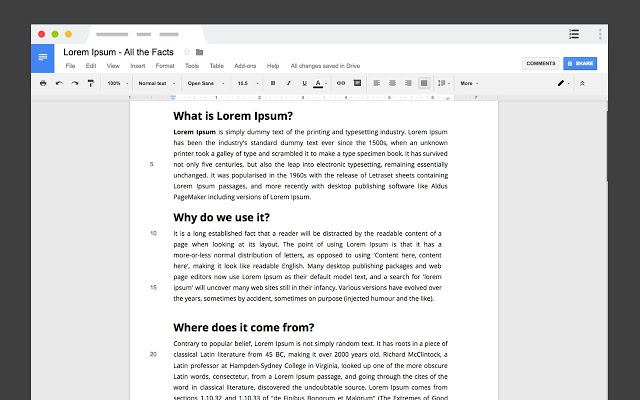 Lorem Ipsum - All the Facts
File Edit View Insert Format Tools Table Add-ons Help All changes saved in Drive
COMMENTS SHARE
100% Normal text Open Sans 10.5 B I U A More
1 1 2 3 4 5 6 7
What is Lorem Ipsum?
Lorem Ipsum is simply dummy text of the printing and typesetting industry. Lorem Ipsum
has been the industry's standard dummy text ever since the 1500s, when an unknown
printer took a galley of type and scrambled it to make a type specimen book. It has survived
5 not only five centuries, but also the leap into electronic typesetting, remaining essentially
unchanged. It was popularised in the 1960s with the release of Letraset sheets containing
Lorem Ipsum passages, and more recently with desktop publishing software like Aldus
PageMaker including versions of Lorem Ipsum.
Why do we use it?
10 It is a long established fact that a reader will be distracted by the readable content of a
page when looking at its layout. The point of using Lorem Ipsum is that it has a
more-or-less normal distribution of letters, as opposed to using 'Content here, content
here', making it look like readable English. Many desktop publishing packages and web
page editors now use Lorem Ipsum as their default model text, and a search for 'lorem
15 ipsum' will uncover many web sites still in their infancy. Various versions have evolved over
the years, sometimes by accident, sometimes on purpose (injected humour and the like).
Where does it come from?
Contrary to popular belief, Lorem Ipsum is not simply random text. It has roots in a piece of
20 classical Latin literature from 45 BC, making it over 2000 years old. Richard McClintock, a
Latin professor at Hampden-Sydney College in Virginia, looked up one of the more obscure
Latin words, consectetur, from a Lorem Ipsum passage, and going through the cites of the
word in classical literature, discovered the undoubtable source. Lorem Ipsum comes from
sections 1.10.32 and 1.10.33 of "de Finibus Bonorum et Malorum" (The Extremes of Good